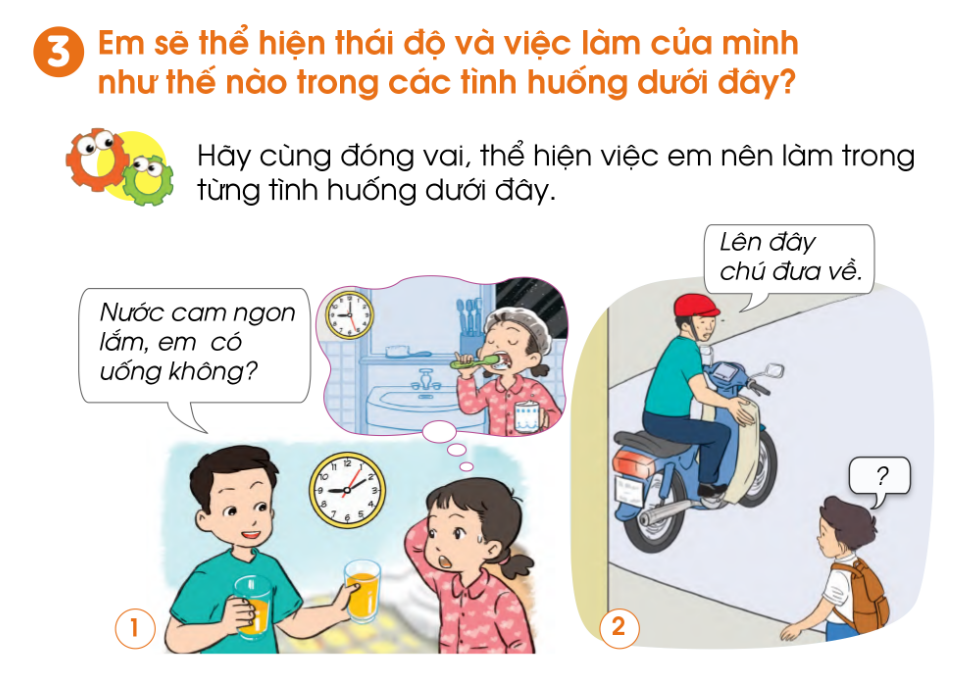 3 Em sẽ thể hiện thái độ và việc làm của mình
như thế nào trong các tình huống dưới đây?
Hãy cùng đóng vai, thể hiện việc em nên làm trong
từng tình huống dưới đây.
Nước cam ngon
lắm, em có
uống không?
1
Lên đây
chú đưa về.
?
2